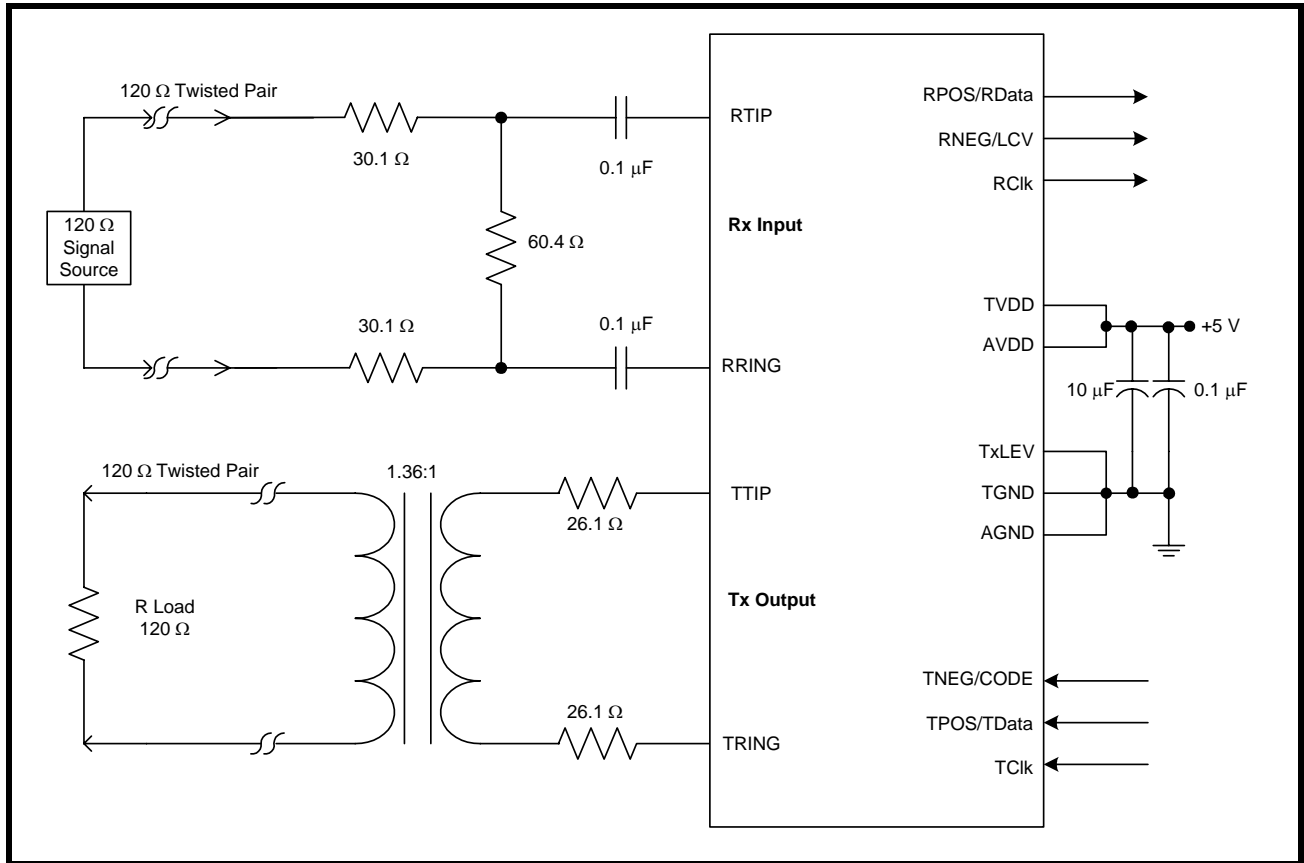 120 Ω Twisted Pair
30.1 Ω
0.1 μF
RTIP
120 Ω
Signal
Source
60.4 Ω
Rx Input
30.1 Ω
0.1 μF
RRING
120 Ω Twisted Pair
1.36:1
26.1 Ω
TTIP
R Load
120 Ω
Tx Output
26.1 Ω
TRING
RPOS/RData
RNEG/LCV
RClk
TVDD
AVDD
+5 V
10 μF
0.1 μF
TxLEV
TGND
AGND
TNEG/CODE
TPOS/TData
TClk